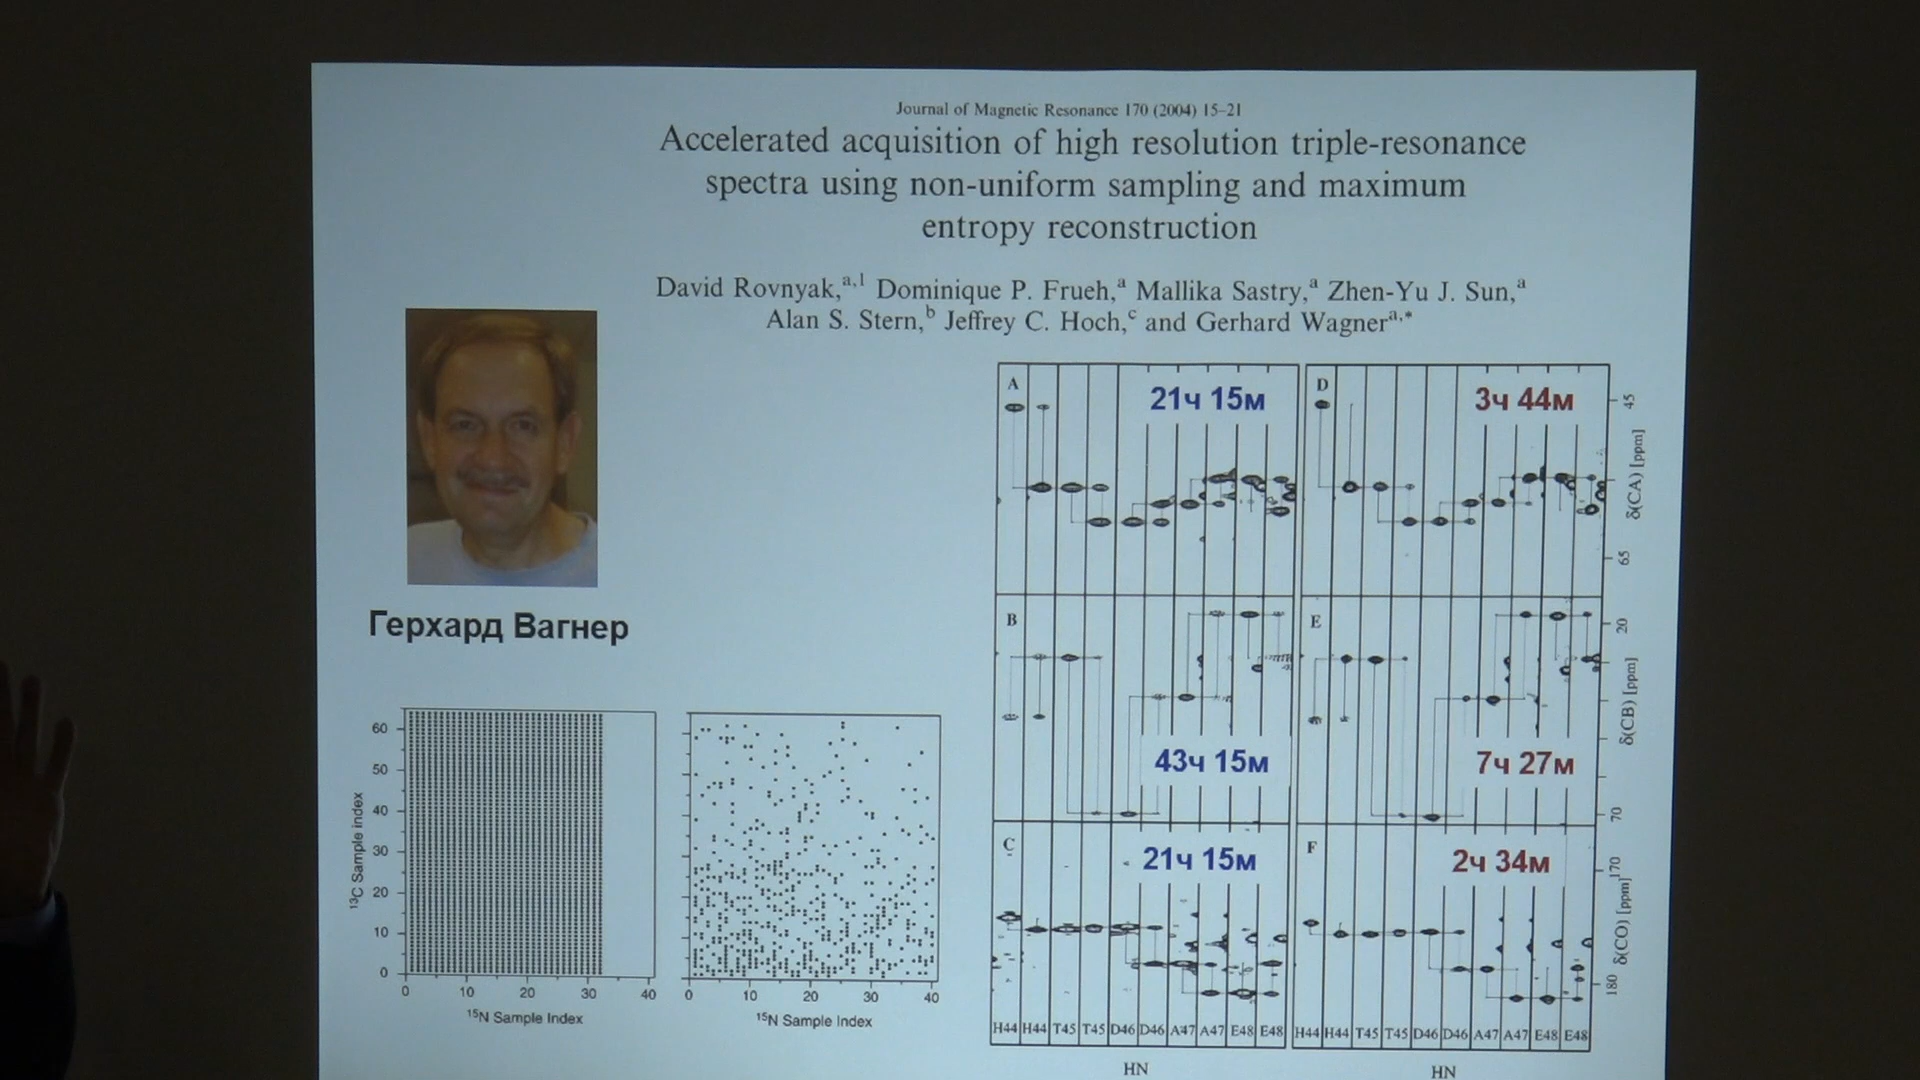 Journal of Magnetic Resonance 170 (2004) 15–21
Accelerated acquisition of high resolution triple-resonance
spectra using non-uniform sampling and maximum
entropy reconstruction
David Rovnyak,a,1 Dominique P. Frueh,a Mallika Sastry,a Zhen-Yu J. Sun,a
Alan S. Stern,b Jeffrey C. Hoch,c and Gerhard Wagnera,*
Герхард Вагнер
60
50
40
30
20
10
0
13C Sample index
0 10 20 30 40
15N Sample Index
0 10 20 30 40
15N Sample Index
A 21ч 15м
D 3ч 44м
45
δ(CA) [ppm]
65
B
43ч 15м
E
7ч 27м
20
δ(CB) [ppm]
70
C 21ч 15м
F 2ч 34м
170
δ(CO) [ppm]
180
H44 H44 T45 T45 D46 D46 A47 A47 E48 E48
HN
H44 H44 T45 T45 D46 D46 A47 A47 E48 E48
HN